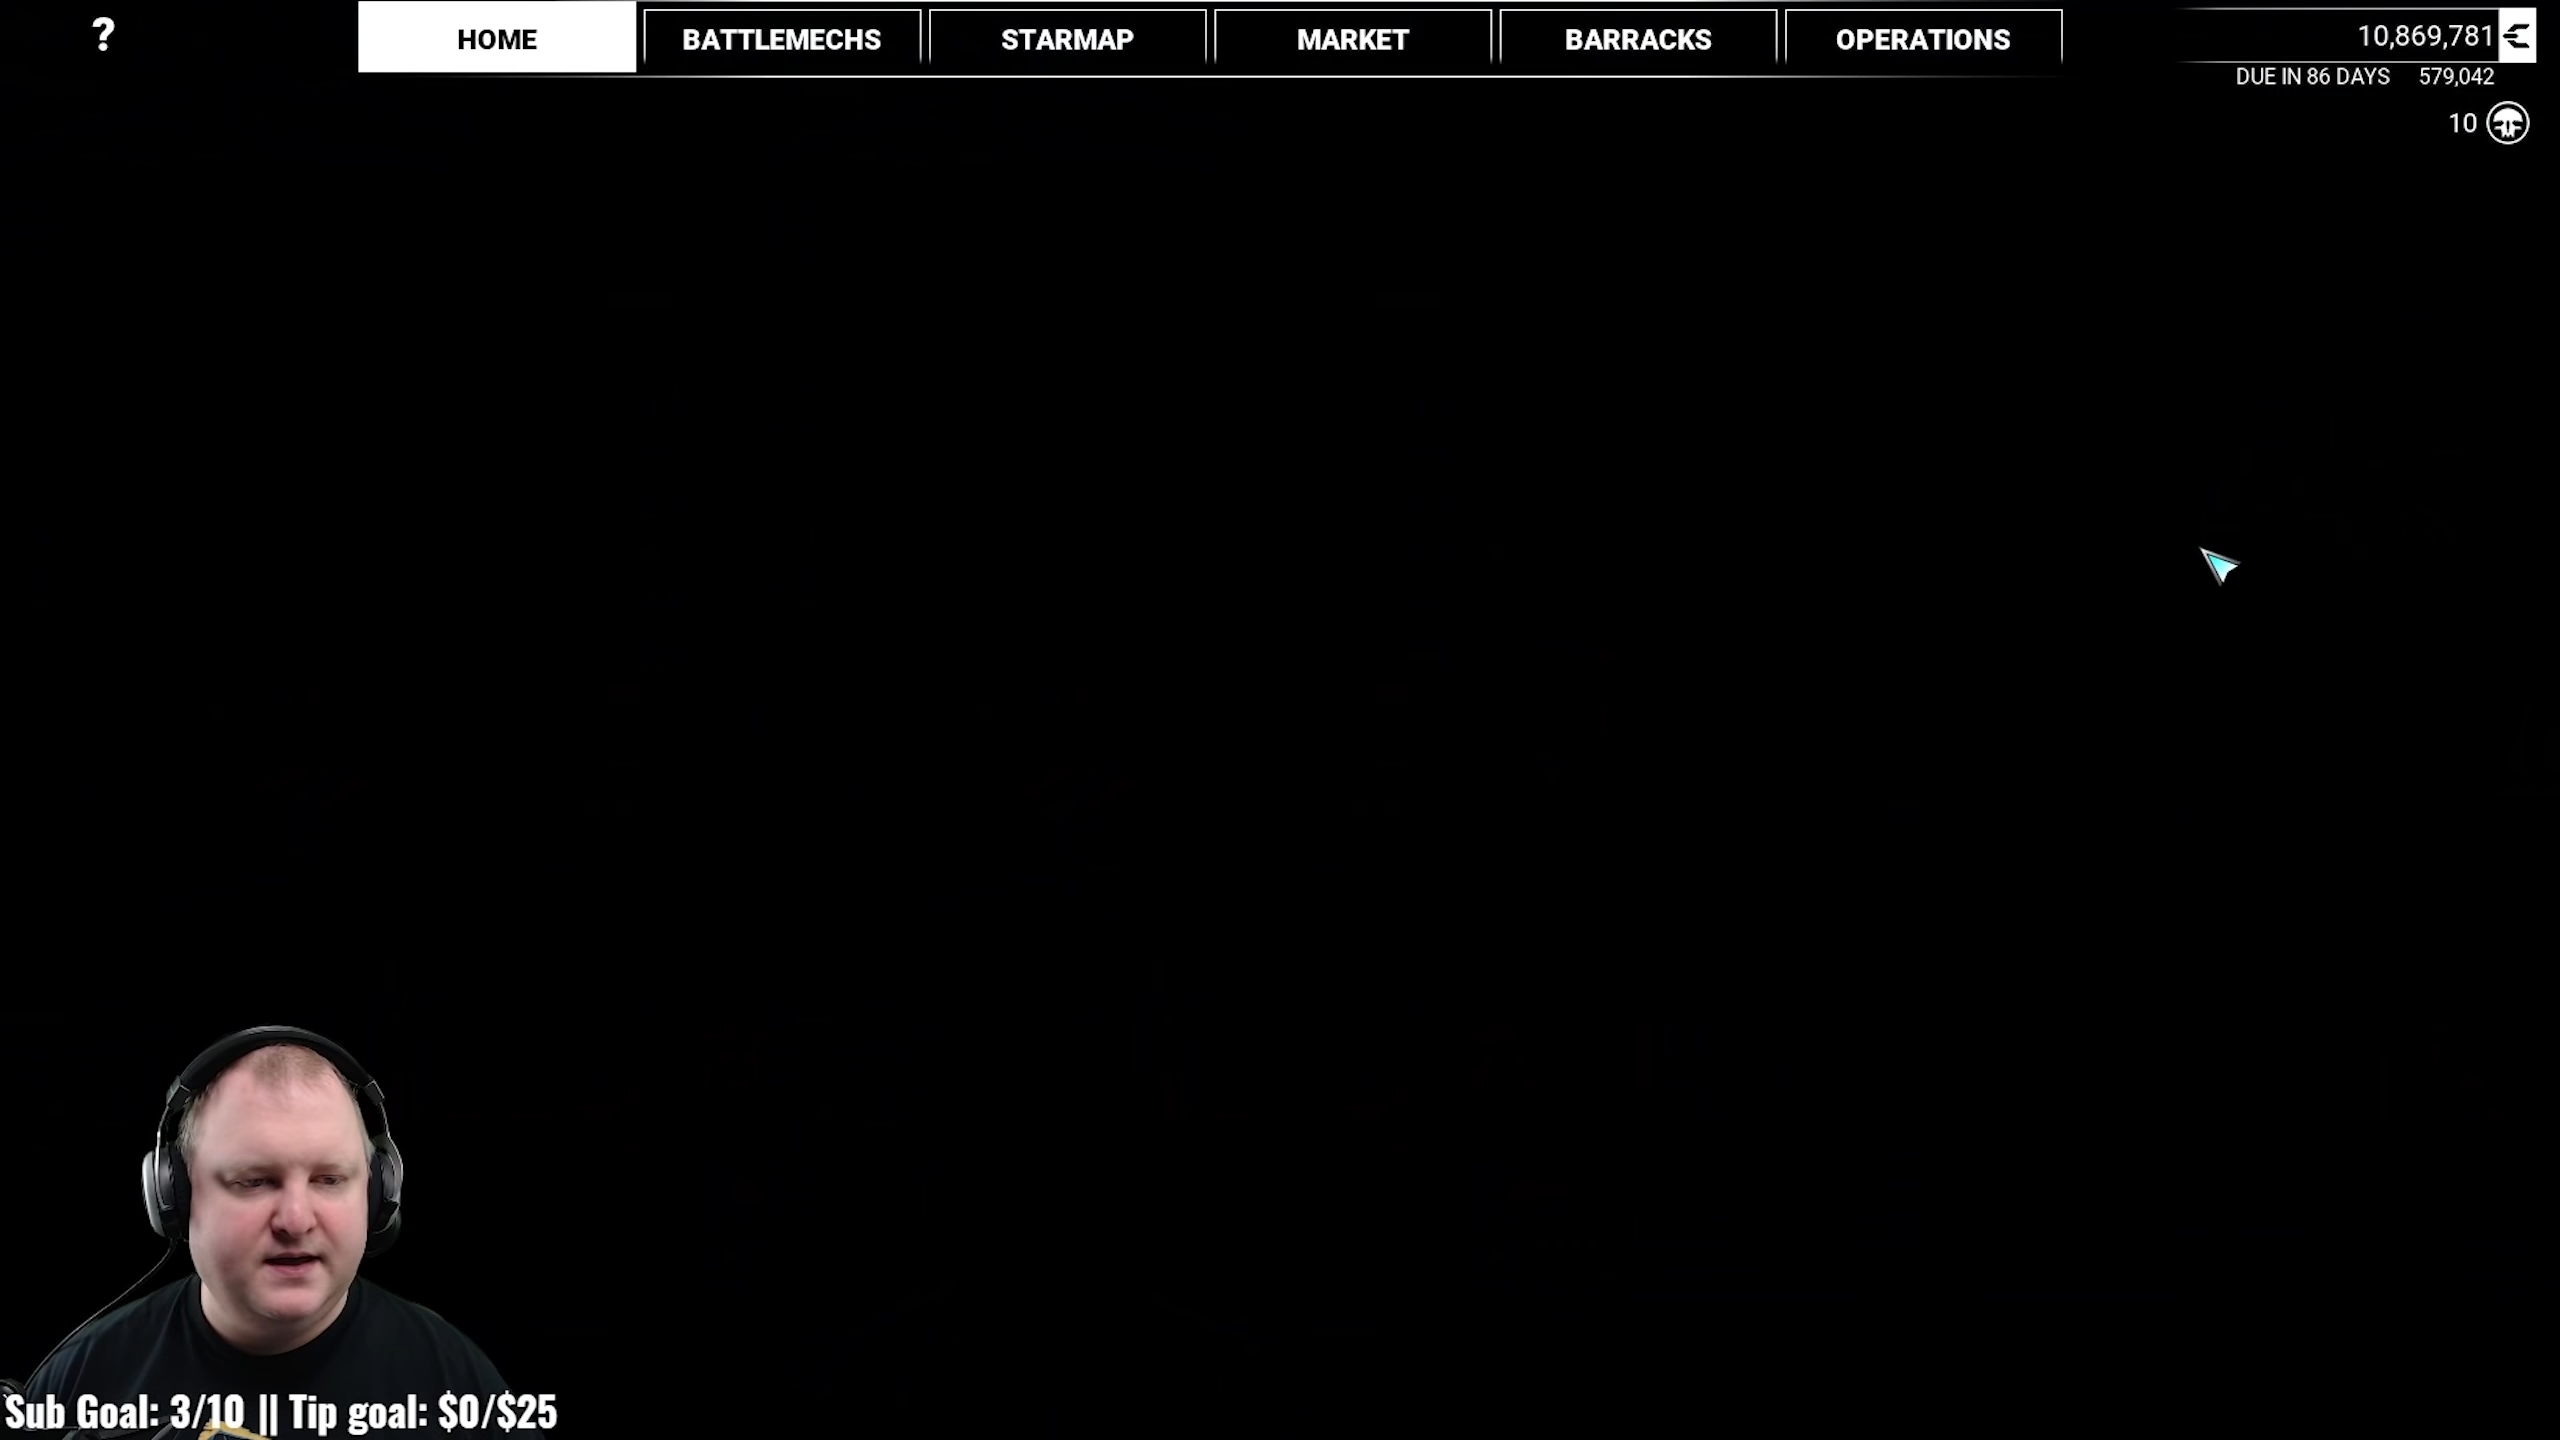 ?
HOME
BATTLEMECHS
STARMAP
MARKET
BARRACKS
OPERATIONS
10,869,781
DUE IN 86 DAYS 579,042
10
Sub Goal: 3/10 || Tip goal: $0/$25